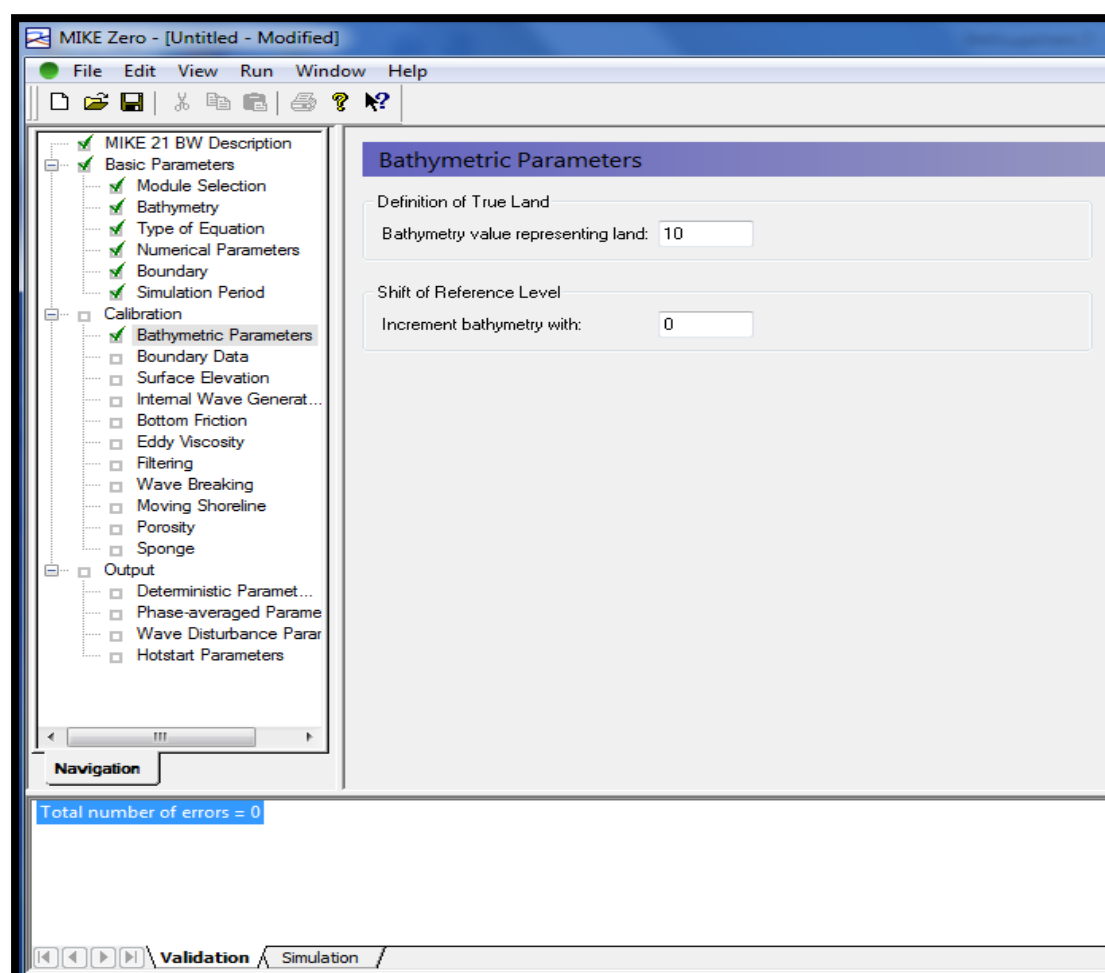 MIKE Zero - [Untitled - Modified]
File Edit View Run Window Help
MIKE 21 BW Description
Basic Parameters
Module Selection
Bathymetry
Type of Equation
Numerical Parameters
Boundary
Simulation Period
Calibration
Bathymetric Parameters
Boundary Data
Surface Elevation
Internal Wave Generat...
Bottom Friction
Eddy Viscosity
Filtering
Wave Breaking
Moving Shoreline
Porosity
Sponge
Output
Deterministic Paramet...
Phase-averaged Parame
Wave Disturbance Parar
Hotstart Parameters
Navigation
Bathymetric Parameters
Definition of True Land
Bathymetry value representing land: 10
Shift of Reference Level
Increment bathymetry with: 0
Total number of errors = 0
Validation Simulation